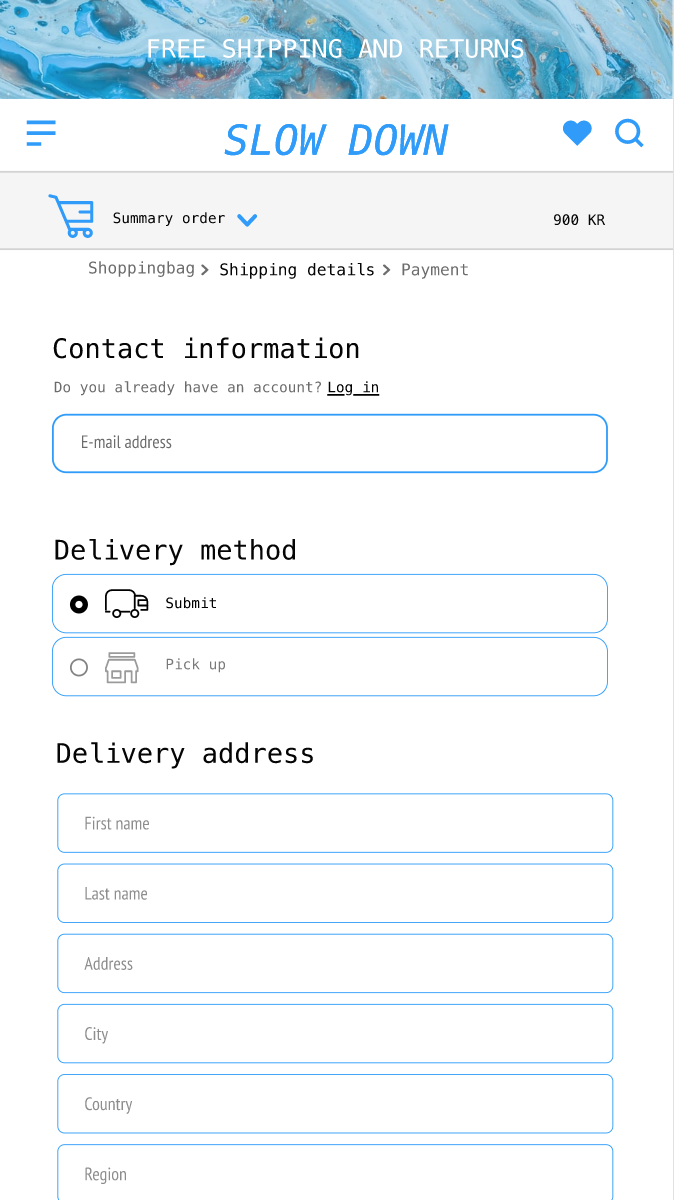 FREE SHIPPING AND RETURNS
SLOW DOWN
Summary order
900 KR
Shoppingbag > Shipping details > Payment
Contact information
Do you already have an account? Log in
E-mail address
Delivery method
Submit
Pick up
Delivery address
First name
Last name
Address
City
Country
Region